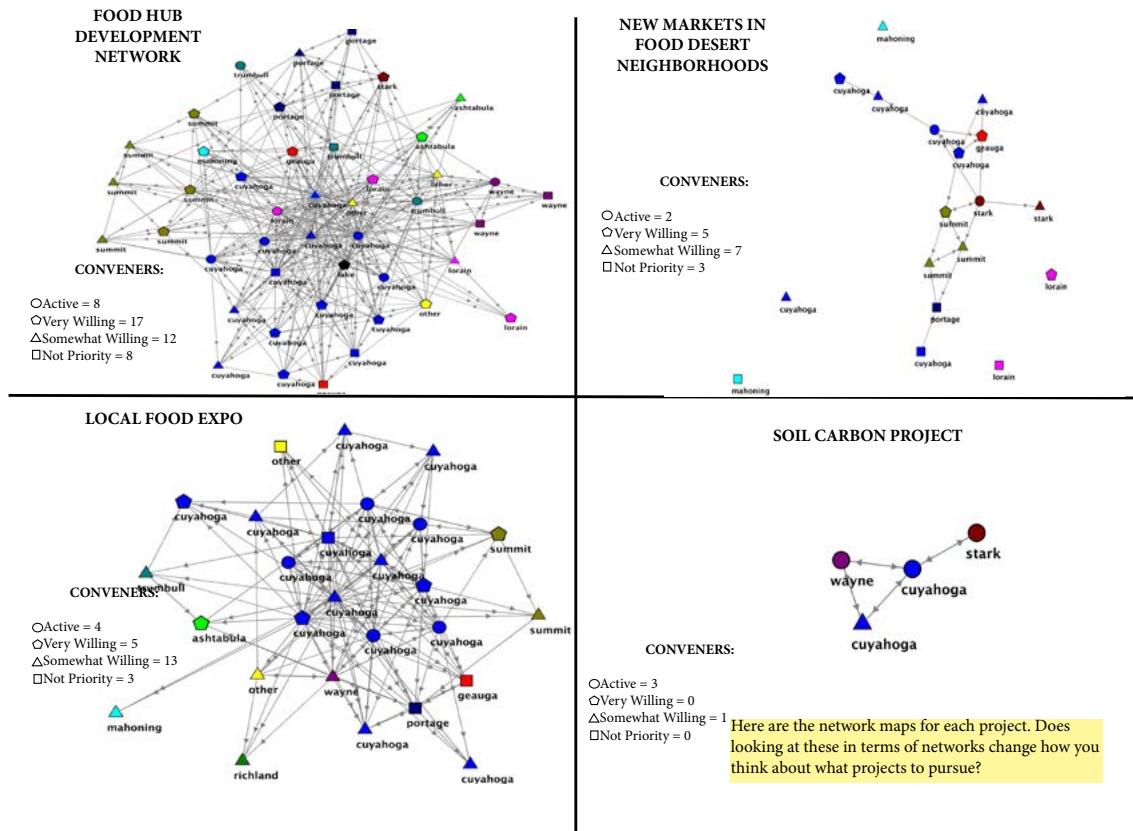 FOOD HUB
DEVELOPMENT
NETWORK
portage
portage
trumbull
portage
stark
portage
ashtabula
summit
ashtabula
summit
mahoning
geauga
trumbull
cuyahoga
lorain
other
wayne
summit
summit
cuyahoga
other
trumbull
wayne
lorain
wayne
summit
summit
cuyahoga
cuyahoga
cuyahoga
cuyahoga
cuyahoga
lake
lorain
cuyahoga
cuyahoga
cuyahoga
other
lorain
cuyahoga
cuyahoga
cuyahoga
cuyahoga
cuyahoga
cuyahoga
CONVENERS:
Active = 8
Very Willing = 17
Somewhat Willing = 12
Not Priority = 8
NEW MARKETS IN
FOOD DESERT
NEIGHBORHOODS
mahoning
cuyahoga
cuyahoga
cuyahoga
cuyahoga
geauga
cuyahoga
stark
stark
summit
summit
summit
lorain
cuyahoga
portage
cuyahoga
lorain
mahoning
CONVENERS:
Active = 2
Very Willing = 5
Somewhat Willing = 7
Not Priority = 3
LOCAL FOOD EXPO
cuyahoga
other
cuyahoga
cuyahoga
cuyahoga
cuyahoga
cuyahoga
cuyahoga
summit
cuyahoga
cuyahoga
trumbull
cuyahoga
cuyahoga
ashtabula
cuyahoga
cuyahoga
cuyahoga
summit
other
wayne
geauga
mahoning
portage
cuyahoga
richland
cuyahoga
CONVENERS:
Active = 4
Very Willing = 5
Somewhat Willing = 13
Not Priority = 3
SOIL CARBON PROJECT
stark
wayne
cuyahoga
cuyahoga
CONVENERS:
Active = 3
Very Willing = 0
Somewhat Willing = 1
Not Priority = 0
Here are the network maps for each project. Does
looking at these in terms of networks change how you
think about what projects to pursue?